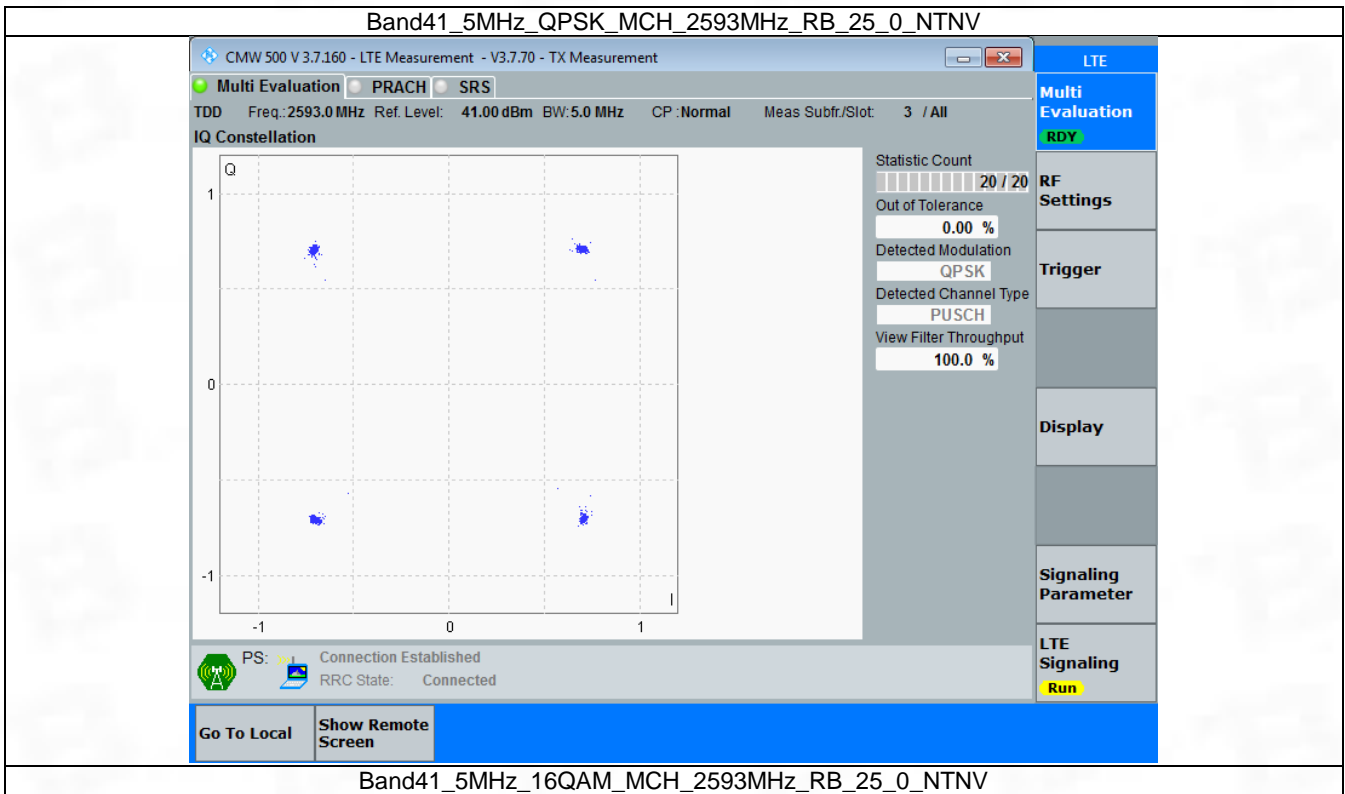 Band41_5MHz_QPSK_MCH_2593MHz_RB_25_0_NTNV
CMW 500 V 3.7.160 - LTE Measurement - V3.7.70 - TX Measurement
LTE
Multi Evaluation PRACH SRS
Multi
Evaluation
RDY
TDD Freq.: 2593.0 MHz Ref. Level: 41.00 dBm BW: 5.0 MHz CP : Normal Meas Subfr./Slot: 3 / All
IQ Constellation
Q
1
0
-1
I
-1 0 1
Statistic Count
20 / 20
Out of Tolerance
0.00 %
Detected Modulation
QPSK
Detected Channel Type
PUSCH
View Filter Throughput
100.0 %
RF
Settings
Trigger
Display
Signaling
Parameter
LTE
Signaling
Run
PS: Connection Established
RRC State: Connected
Go To Local
Show Remote
Screen
Band41_5MHz_16QAM_MCH_2593MHz_RB_25_0_NTNV